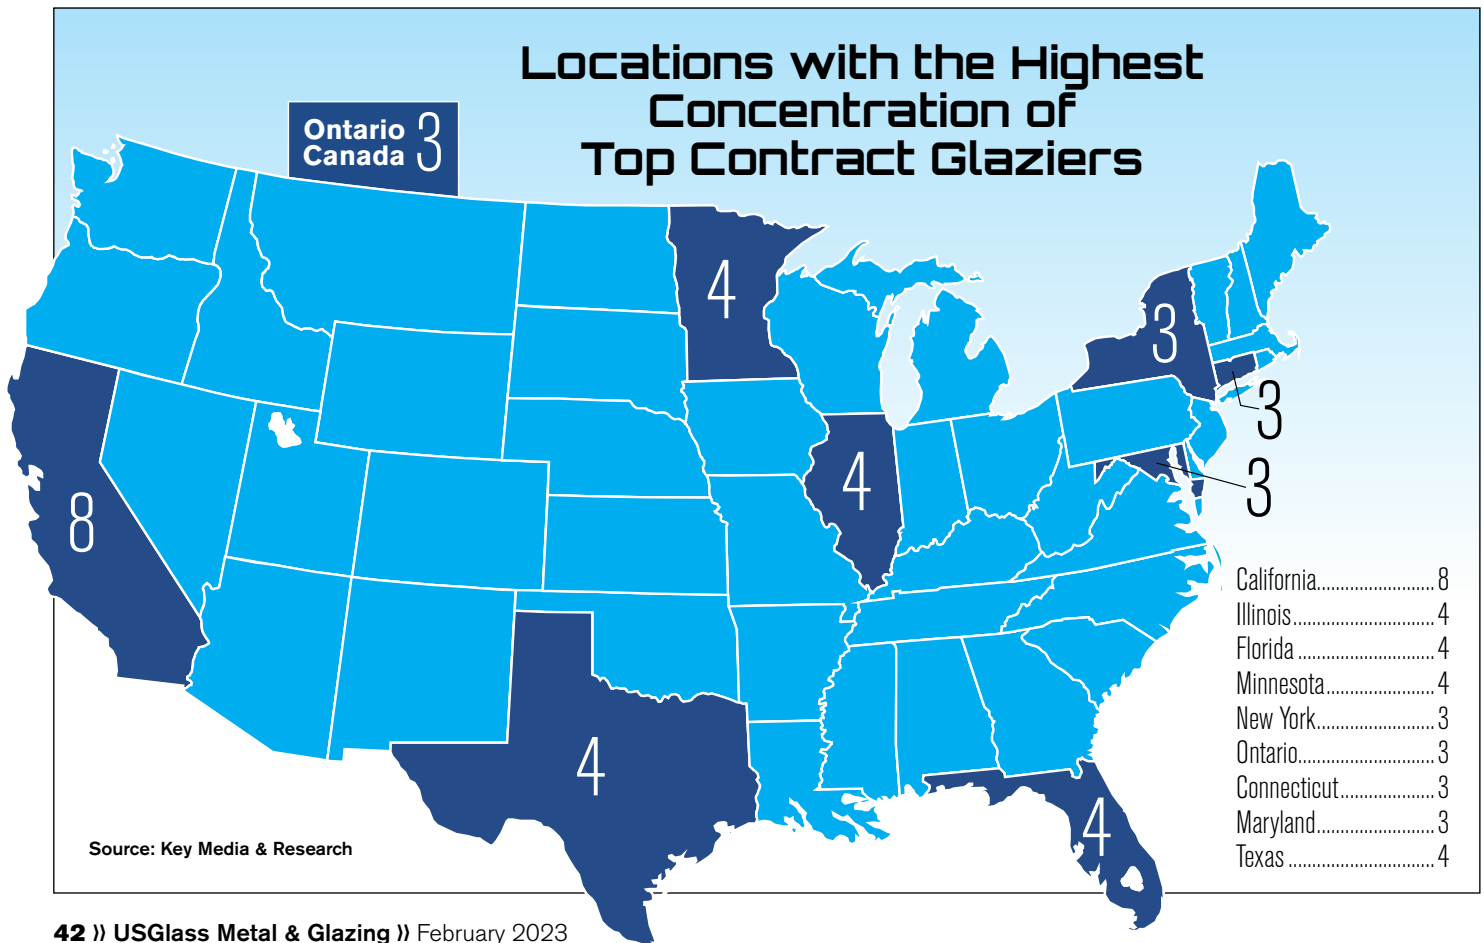 Locations with the Highest
Concentration of
Top Contract Glaziers
Ontario
Canada 3
4
3
3
4
3
8
4
4
California........................8
Illinois..............................4
Florida .............................4
Minnesota.......................4
New York.........................3
Ontario.............................3
Connecticut....................3
Maryland.........................3
Texas ...............................4
Source: Key Media & Research
42 ⟩⟩ USGlass Metal & Glazing ⟩⟩ February 2023